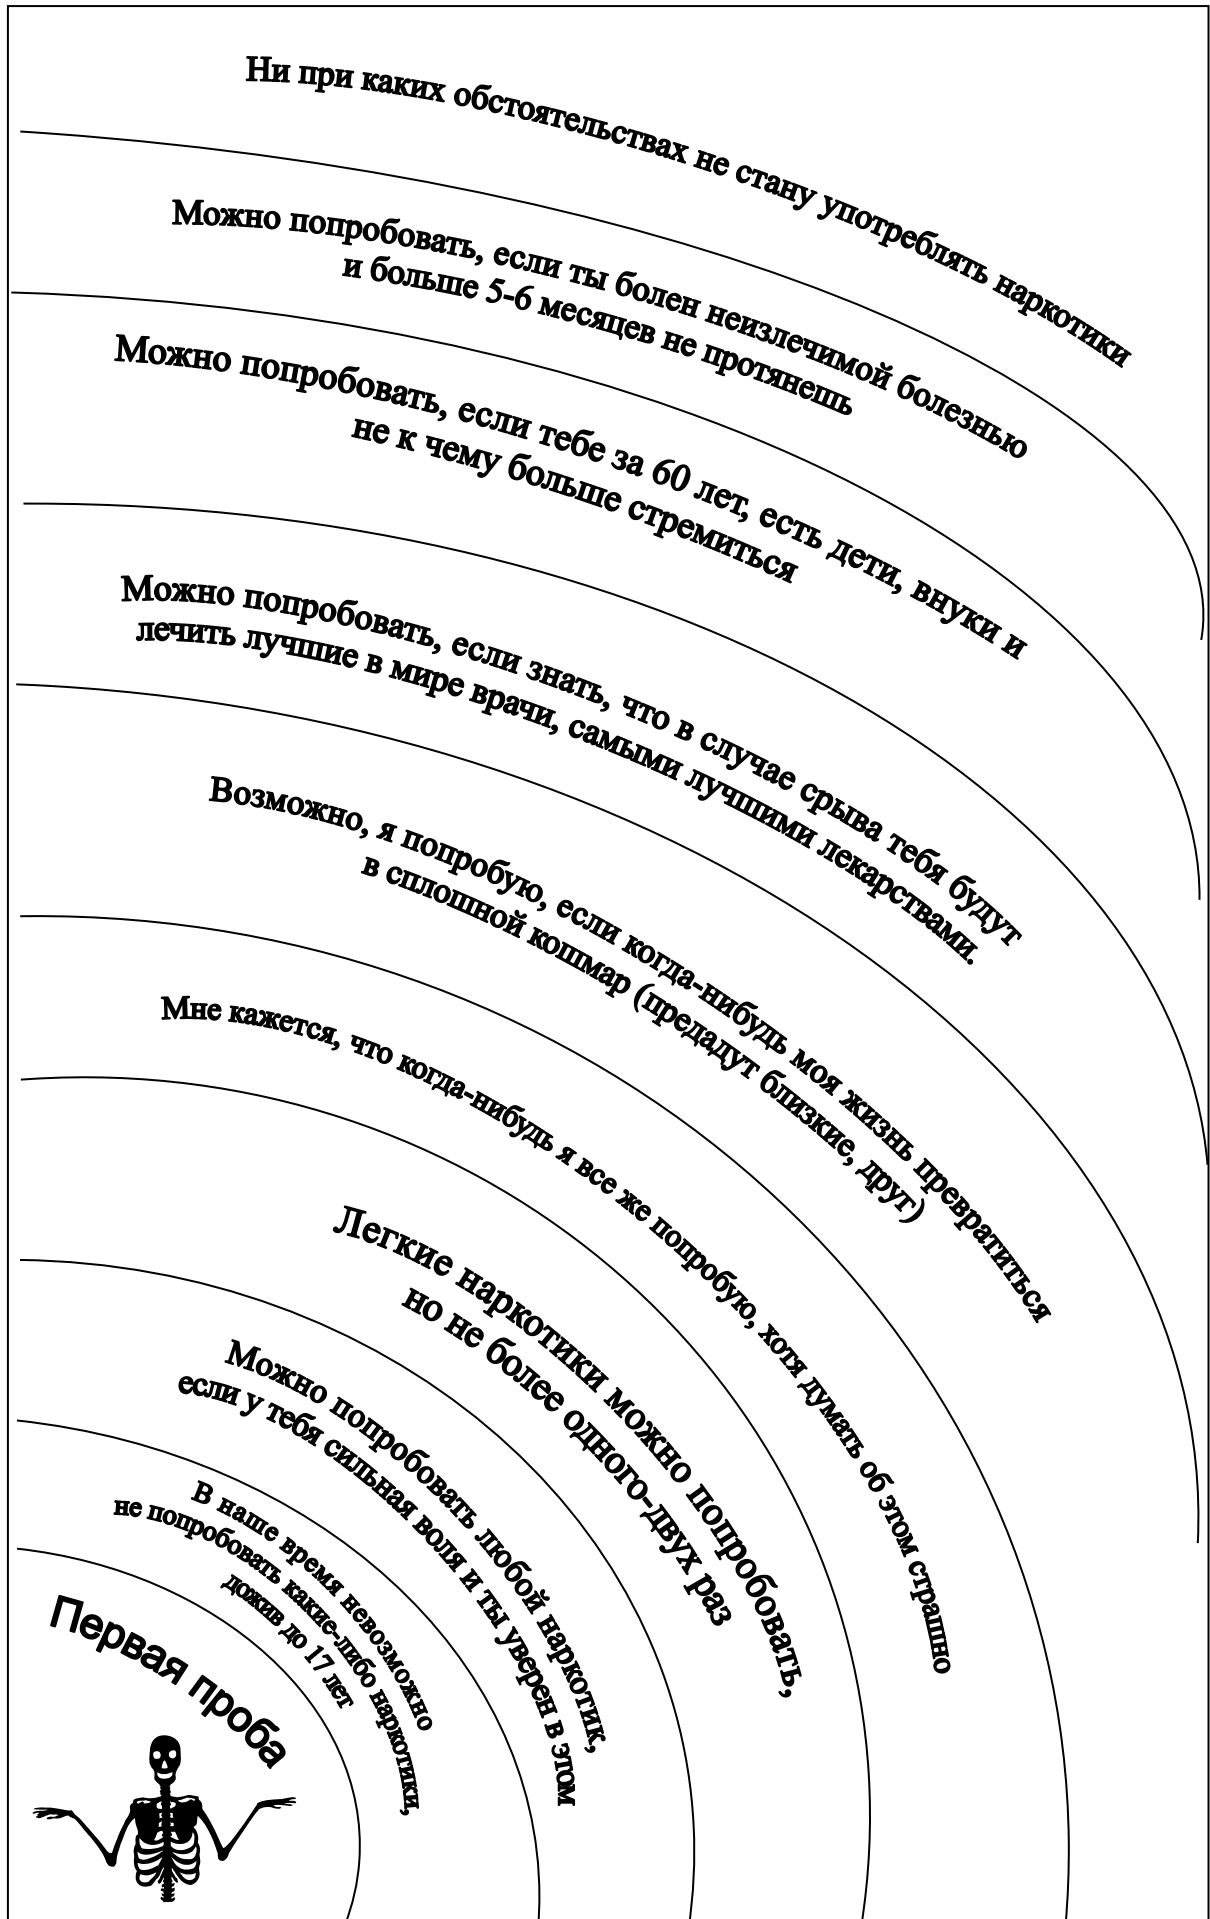 Ни при каких обстоятельствах не стану употреблять наркотики
Можно попробовать, если ты болен неизлечимой болезнью
и больше 5-6 месяцев не протянешь
Можно попробовать, если тебе за 60 лет, есть дети, внуки и
не к чему больше стремиться
Можно попробовать, если знать, что в случае срыва тебя будут
лечить лучшие в мире врачи, самыми лучшими лекарствами.
Возможно, я попробую, если когда-нибудь моя жизнь превратиться
в сплошной кошмар (предадут близкие, друг)
Мне кажется, что когда-нибудь я все же попробую, хотя думать об этом страшно
Легкие наркотики можно попробовать,
но не более одного-двух раз
Можно попробовать любой наркотик,
если у тебя сильная воля и ты уверен в этом
В наше время невозможно
не попробовать какие-либо наркотики,
дожив до 17 лет
Первая проба